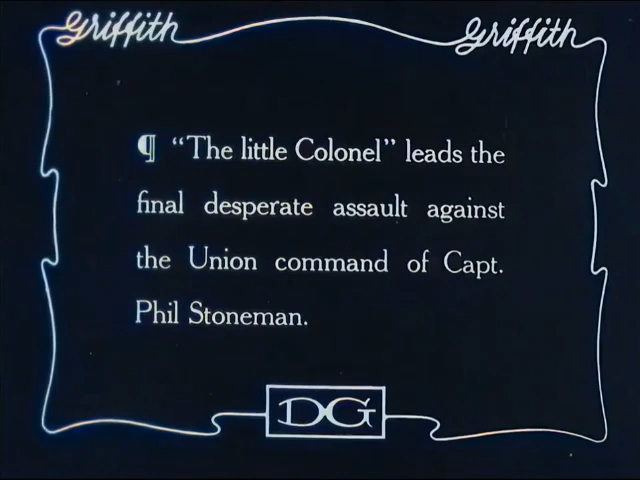 Griffith Griffith
¶ “The little Colonel” leads the
final desperate assault against
the Union command of Capt.
Phil Stoneman.
DG